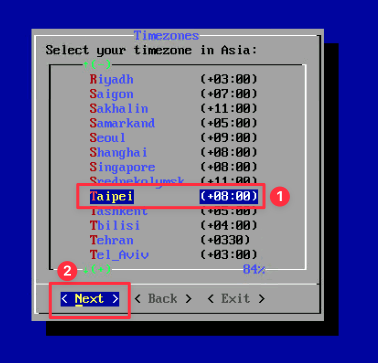 Timezones
Select your timezone in Asia:
<(-)
Riyadh (+03:00)
Saigon (+07:00)
Sakhalin (+11:00)
Samarkand (+05:00)
Seoul (+09:00)
Shanghai (+08:00)
Singapore (+08:00)
Srednekolymsk (+11:00)
Taipei (+08:00) 1
Tashkent (+05:00)
Tbilisi (+04:00)
Tehran (+0330)
Tel_Aviv (+03:00)
2 (+) 84%
< Next > < Back > < Exit >